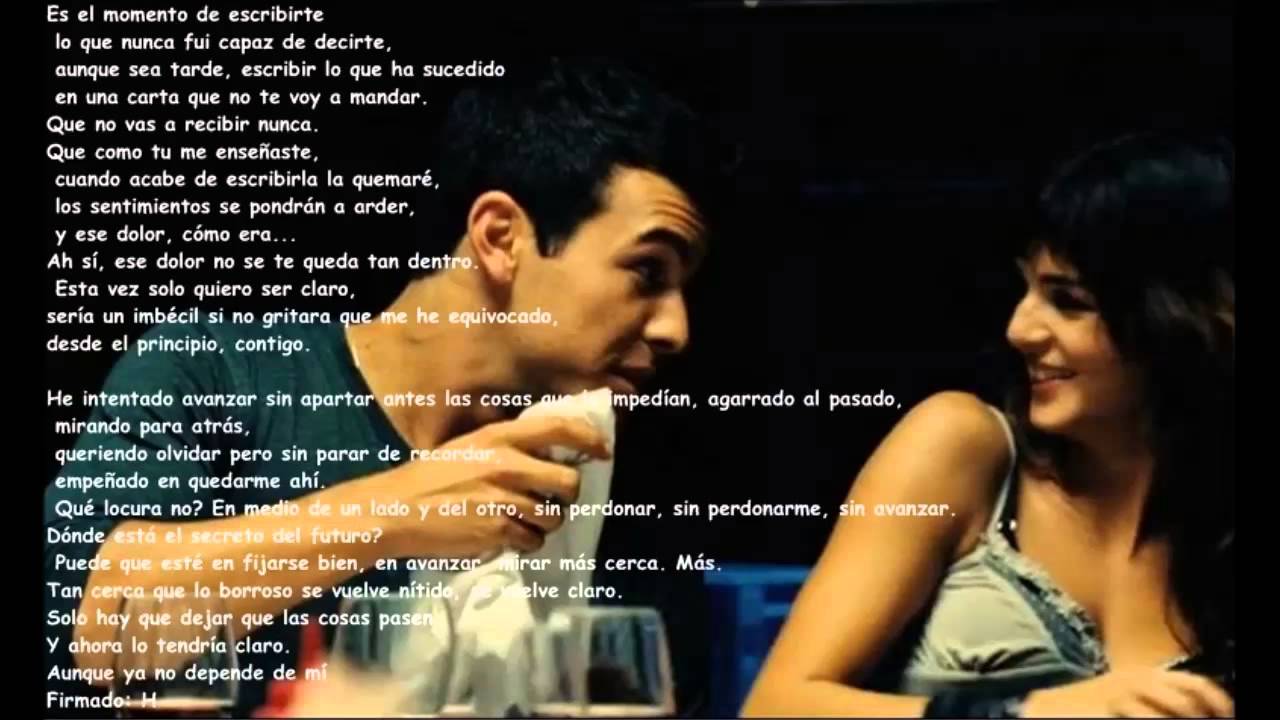 Es el momento de escribirte
lo que nunca fui capaz de decirte,
aunque sea tarde, escribir lo que ha sucedido
en una carta que no te voy a mandar.
Que no vas a recibir nunca.
Que como tu me enseñaste,
cuando acabe de escribirla la quemaré,
los sentimientos se pondrán a arder,
y ese dolor, cómo era...
Ah sí, ese dolor no se te queda tan dentro.
Esta vez solo quiero ser claro,
sería un imbécil si no gritara que me he equivocado,
desde el principio, contigo.
He intentado avanzar sin apartar antes las cosas que impedían, agarrado al pasado,
mirando para atrás,
queriendo olvidar pero sin parar de recordar,
empeñado en quedarme ahí.
Qué locura no? En medio de un lado y del otro, sin perdonar, sin perdonarme, sin avanzar.
Dónde está el secreto del futuro?
Puede que esté en fijarse bien, en avanzar, mirar más cerca. Más.
Tan cerca que lo borroso se vuelve nítido, se vuelve claro.
Solo hay que dejar que las cosas pasen
Y ahora lo tendría claro.
Aunque ya no depende de mí
Firmado: H